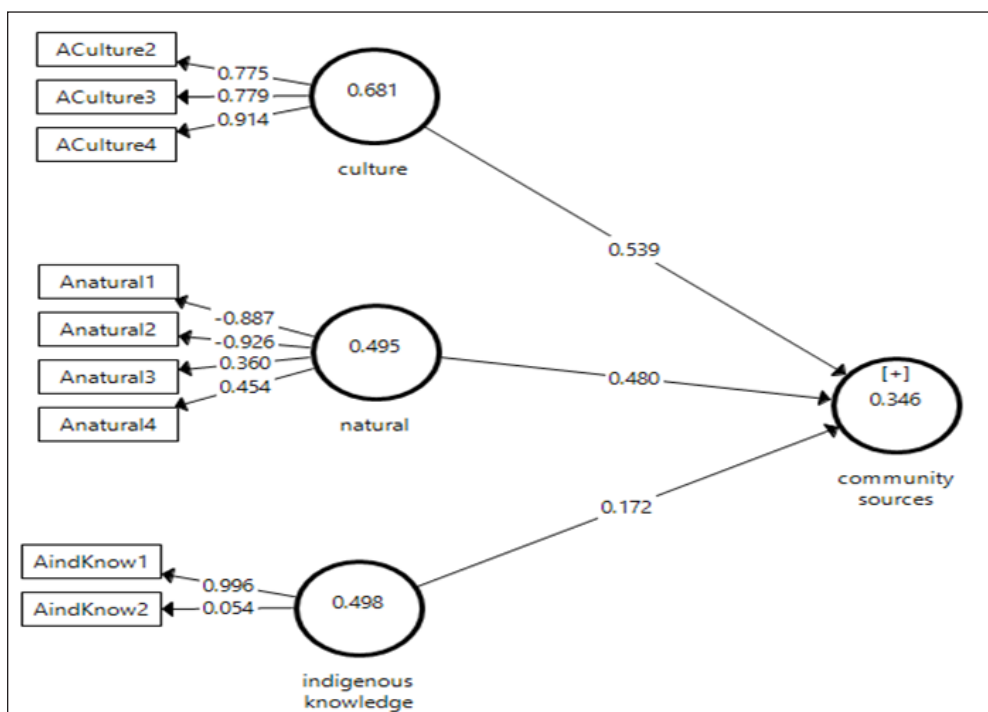 ACulture2
0.775
ACulture3
0.779
ACulture4
0.914
0.681
culture
0.539
Anatural1
-0.887
Anatural2
-0.926
Anatural3
0.360
Anatural4
0.454
0.495
natural
0.480
[+]
0.346
community
sources
0.172
AindKnow1
0.996
AindKnow2
0.054
0.498
indigenous
knowledge